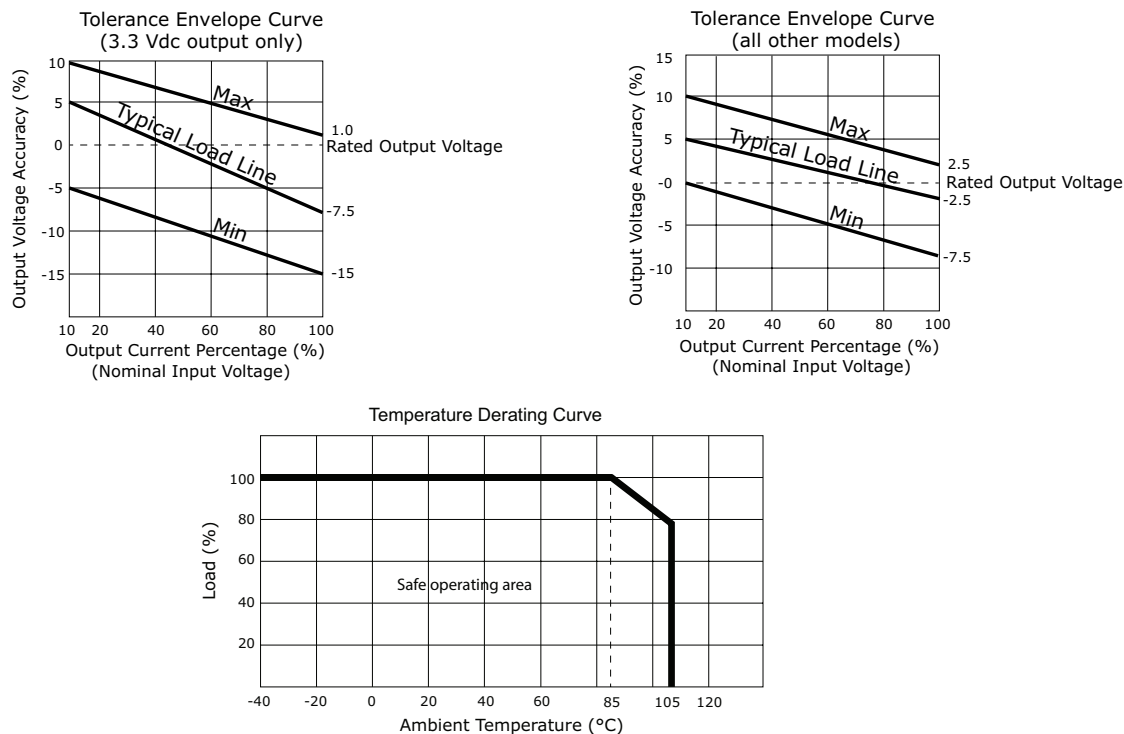 Tolerance Envelope Curve
(3.3 Vdc output only)
Output Voltage Accuracy (%)
10
5
0
-5
-10
-15
Max
Typical Load Line
Min
1.0
Rated Output Voltage
-7.5
-15
10 20 40 60 80 100
Output Current Percentage (%)
(Nominal Input Voltage)
Tolerance Envelope Curve
(all other models)
Output Voltage Accuracy (%)
15
10
5
-0
-5
-10
Max
Typical Load Line
Min
2.5
Rated Output Voltage
-2.5
-7.5
10 20 40 60 80 100
Output Current Percentage (%)
(Nominal Input Voltage)
Temperature Derating Curve
Load (%)
100
80
60
40
20
Safe operating area
-40 -20 0 20 40 60 85 105 120
Ambient Temperature (°C)